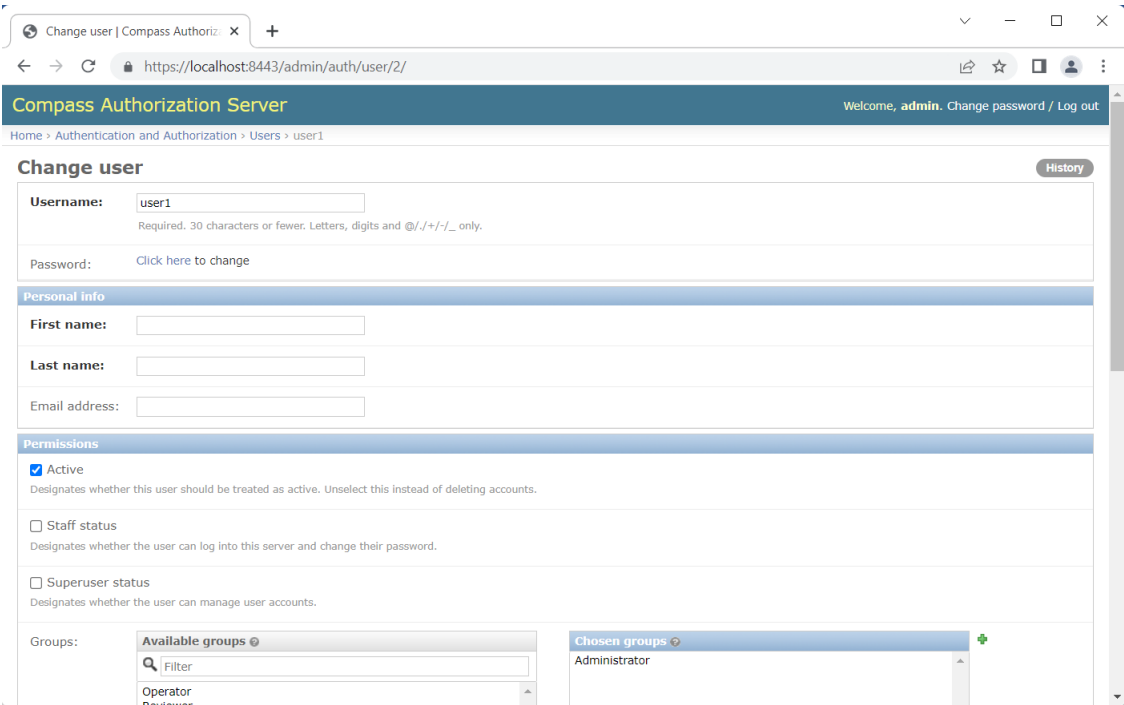 Change user | Compass Authoriz
https://localhost:8443/admin/auth/user/2/
Compass Authorization Server
Welcome, admin. Change password / Log out
Home › Authentication and Authorization › Users › user1
Change user
History
Username:
user1
Required. 30 characters or fewer. Letters, digits and @/./+/-/_ only.
Password:
Click here to change
Personal info
First name:
Last name:
Email address:
Permissions
Active
Designates whether this user should be treated as active. Unselect this instead of deleting accounts.
Staff status
Designates whether the user can log into this server and change their password.
Superuser status
Designates whether the user can manage user accounts.
Groups:
Available groups
Filter
Operator
Reviewer
Chosen groups
Administrator